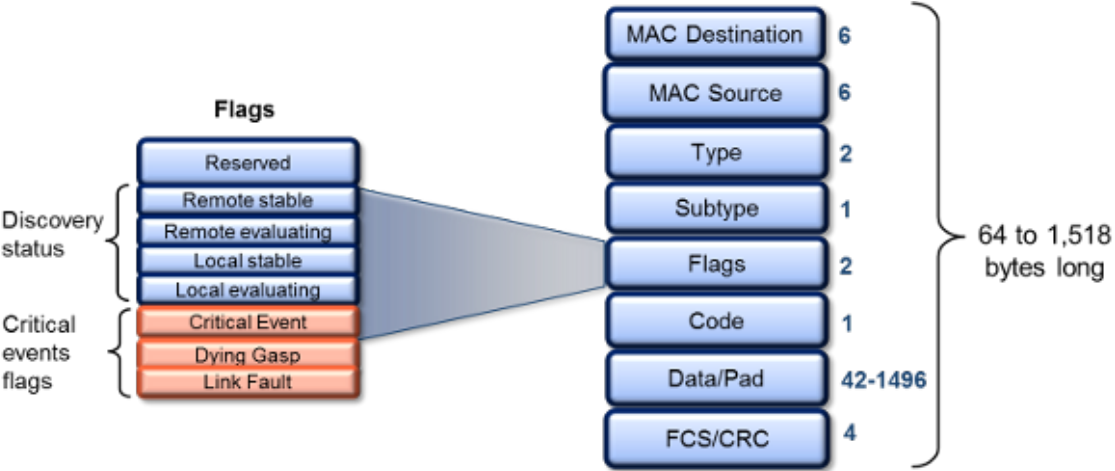 Flags
Reserved
Remote stable
Remote evaluating
Local stable
Local evaluating
Critical Event
Dying Gasp
Link Fault
Discovery
status
Critical
events
flags
MAC Destination 6
MAC Source 6
Type 2
Subtype 1
Flags 2
Code 1
Data/Pad 42-1496
FCS/CRC 4
64 to 1,518
bytes long